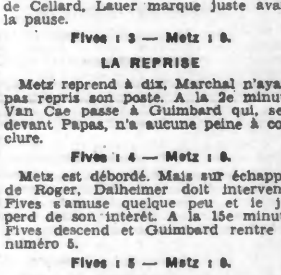 de Cellard, Lauer marque juste ava
la pause.
Fives : 3 — Metz : 0.
LA REPRISE
Metz reprend à dix, Marchal n'aya
pas repris son poste. A la 2e minut
Van Cae passe à Guimbard qui, se
devant Papas, n'a aucune peine à co
clure.
Fives : 4 — Metz : 0.
Metz est débordé. Mais sur échapp
de Roger, Dalheimer doit interven
Fives s'amuse quelque peu et le j
perd de son intérêt. A la 15e minu
Fives descend et Guimbard rentre
numéro 5.
Fives : 5 — Metz : 0.